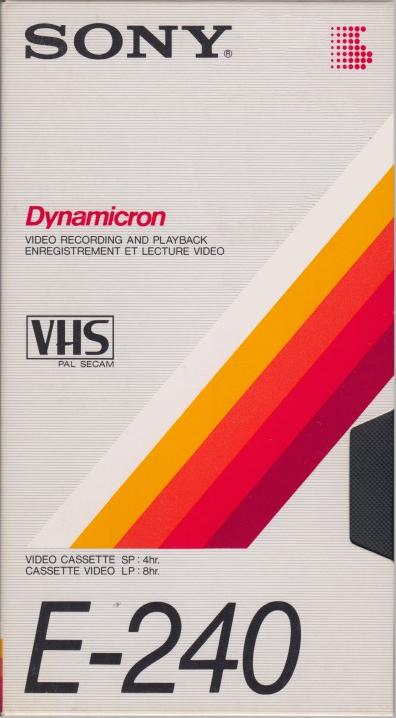 SONY®
Dynamicron
VIDEO RECORDING AND PLAYBACK
ENREGISTREMENT ET LECTURE VIDEO
VHS
PAL SECAM
VIDEO CASSETTE SP : 4hr.
CASSETTE VIDEO LP : 8hr.
E-240